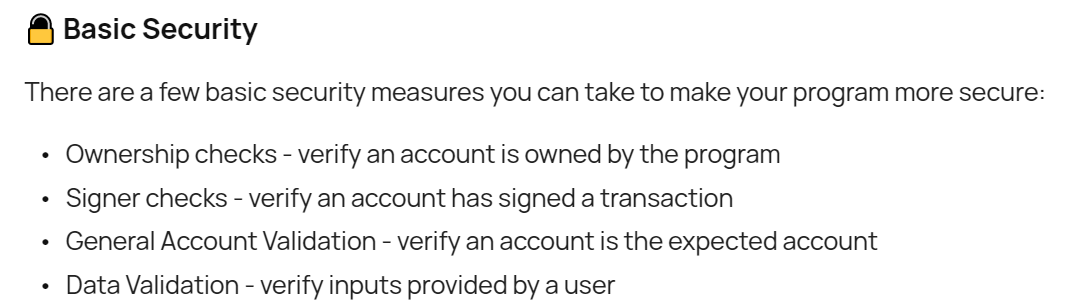 🔒 Basic Security
There are a few basic security measures you can take to make your program more secure:
• Ownership checks - verify an account is owned by the program
• Signer checks - verify an account has signed a transaction
• General Account Validation - verify an account is the expected account
• Data Validation - verify inputs provided by a user